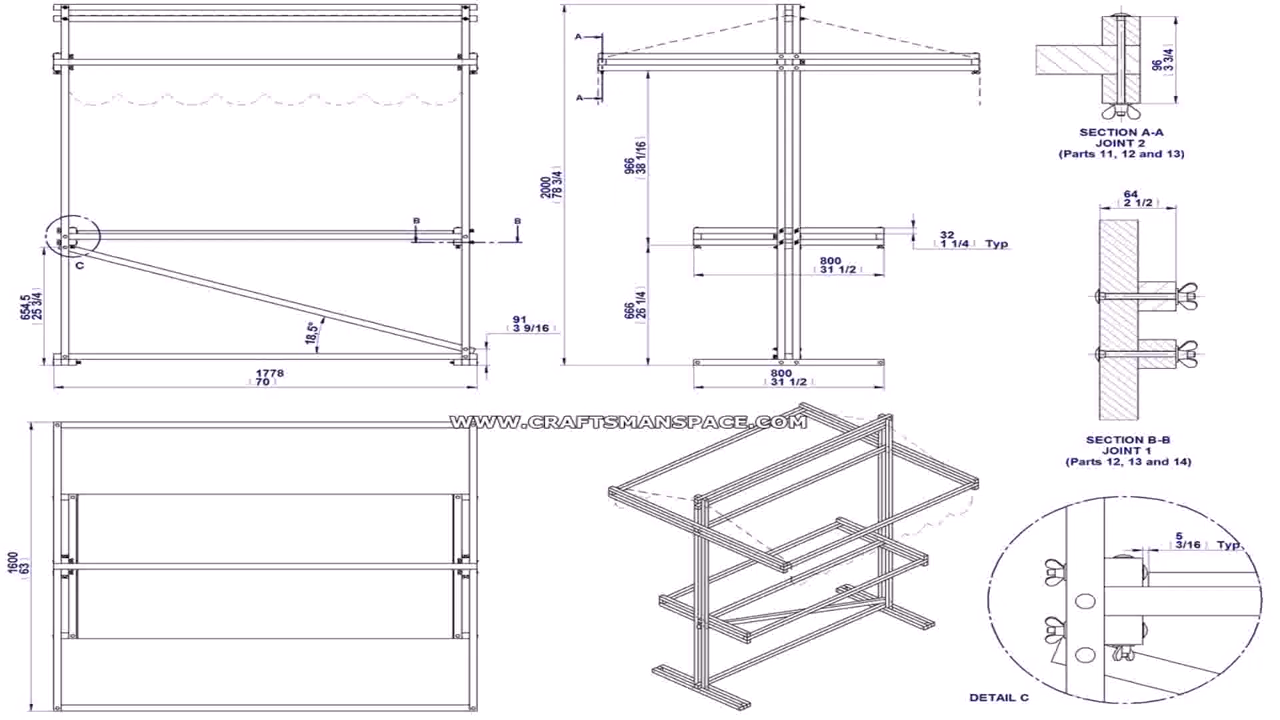 A
A
2000
78 3/4
966
38 1/16
B
B
C
654,5
25 3/4
18,5°
91
3 9/16
1778
70
32
1 1/4 Typ
800
31 1/2
666
26 1/4
800
31 1/2
96
3 3/4
SECTION A-A
JOINT 2
(Parts 11, 12 and 13)
64
2 1/2
SECTION B-B
JOINT 1
(Parts 12, 13 and 14)
WWW.CRAFTSMANSPACE.COM
1600
63
5
3/16 Typ
DETAIL C